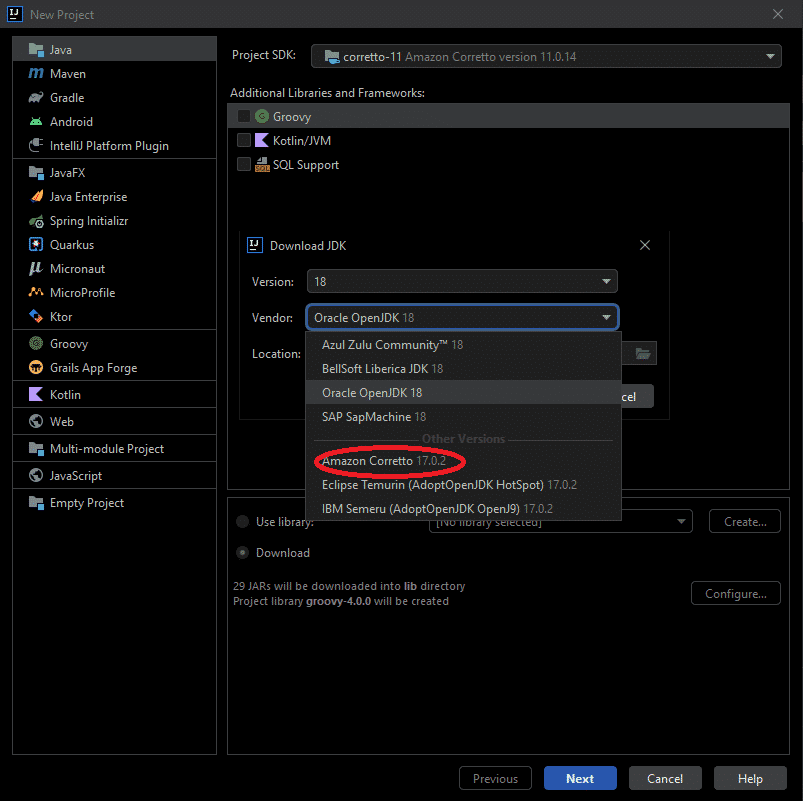 New Project
Java
Maven
Gradle
Android
IntelliJ Platform Plugin
JavaFX
Java Enterprise
Spring Initializr
Quarkus
Micronaut
MicroProfile
Ktor
Groovy
Grails App Forge
Kotlin
Web
Multi-module Project
JavaScript
Empty Project
Project SDK: corretto-11 Amazon Corretto version 11.0.14
Additional Libraries and Frameworks:
Groovy
Kotlin/JVM
SQL Support
Download JDK
Version: 18
Vendor: Oracle OpenJDK 18
Location:
Azul Zulu Community™ 18
BellSoft Liberica JDK 18
Oracle OpenJDK 18
SAP SapMachine 18
Other Versions
Amazon Corretto 17.0.2
Eclipse Temurin (AdoptOpenJDK HotSpot) 17.0.2
IBM Semeru (AdoptOpenJDK OpenJ9) 17.0.2
Use library: [No library selected] Create...
Download
29 JARs will be downloaded into lib directory
Project library groovy-4.0.0 will be created
Configure...
Previous Next Cancel Help